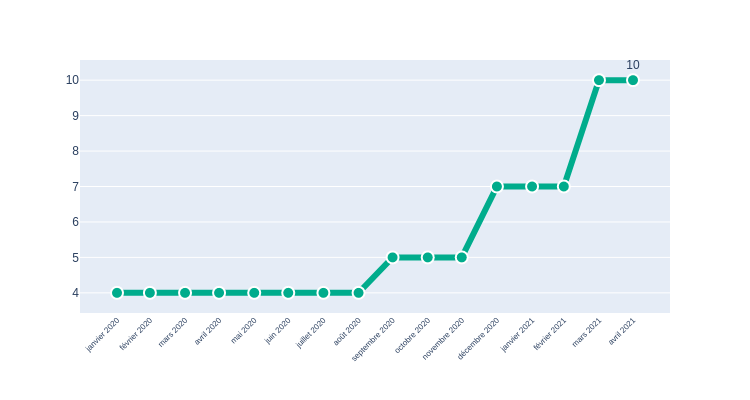 10
10
9
8
7
6
5
4
janvier 2020
février 2020
mars 2020
avril 2020
mai 2020
juin 2020
juillet 2020
août 2020
septembre 2020
octobre 2020
novembre 2020
décembre 2020
janvier 2021
février 2021
mars 2021
avril 2021